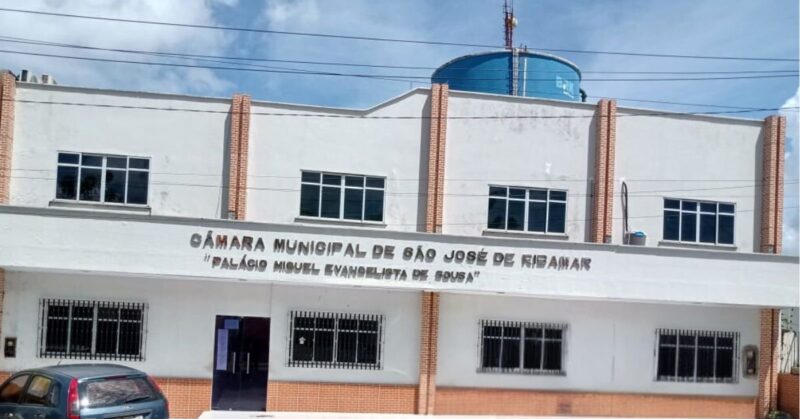 CÂMARA MUNICIPAL DE SÃO JOSÉ DE RIBAMAR
"PALÁCIO MIGUEL EVANGELISTA DE SOUSA"